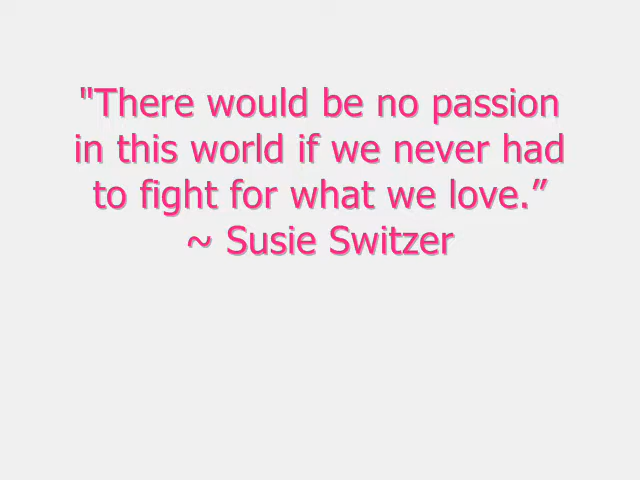 "There would be no passion
in this world if we never had
to fight for what we love.”
~ Susie Switzer